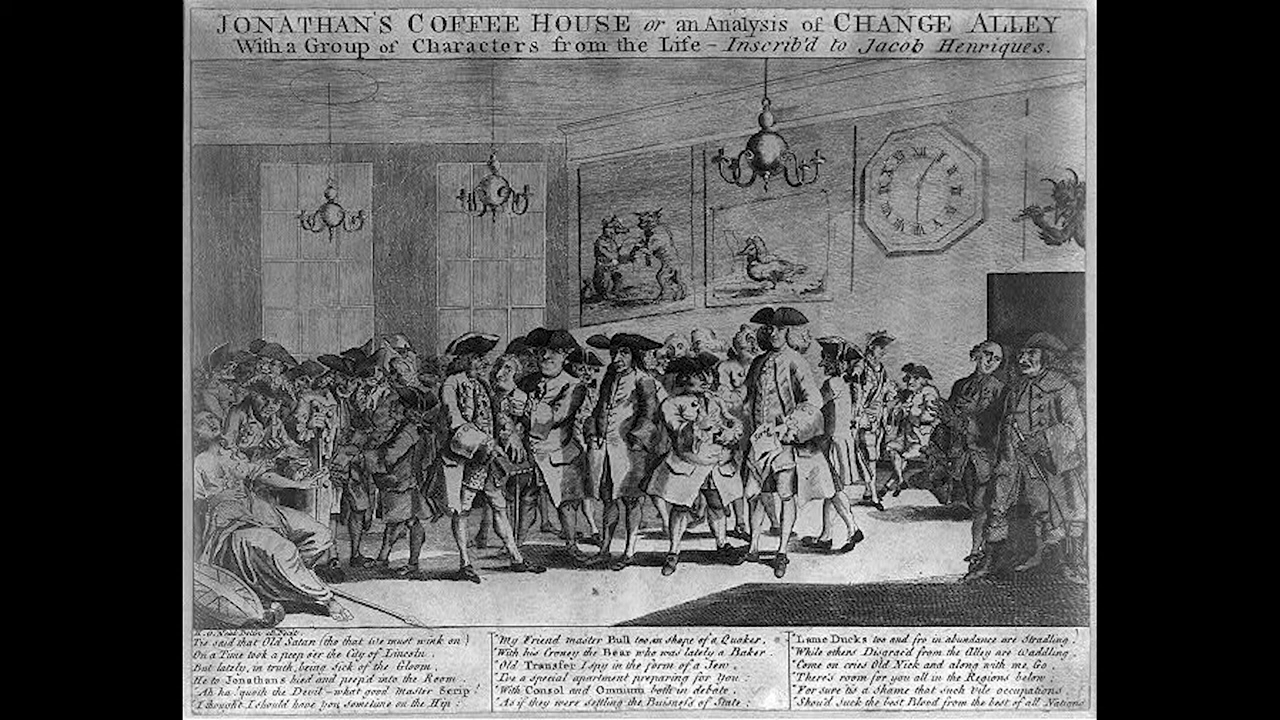 JONATHAN'S COFFEE HOUSE or an Analysis of CHANGE ALLEY
With a Group of Characters from the Life – Inscrib'd to Jacob Henriques.
Tis said that Old Satan (tho that We must wink on)
On a Time took a peep o'er the City of Lincoln.
But lately, in truth, being Sick of the Gloom,
He to Jonathans hied and peep'd into the Room.
Ah ha! quoth the Devil – what good Master Scrip!
I thought I should have you sometime on the Hip:
"My Friend master Bull too in shape of a Quaker.
"With his Croney the Bear who was lately a Baker.
"Old Transfer I spy in the form of a Jew.
"I've a special apartment preparing for You:
"With Consol and Omnium both in debate.
"As if they were settling the Buisness of State:
"Lame Ducks too and fro in abundance are Stradling!
"While others Disgraced from the Alley are Waddling.
"Come on cries Old Nick and along with me Go.
"There's room for you all in the Regions below.
"For sure tis a Shame that such vile occupations
"Shou'd Suck the best Blood from the best of all Nations